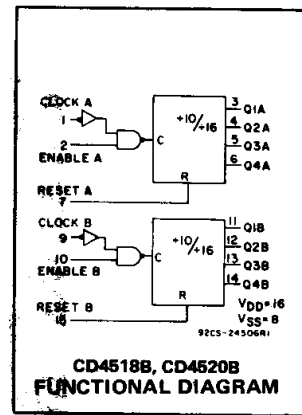 CLOCK A
1
2
ENABLE A
C
÷10/÷16
3 Q1A
4 Q2A
5 Q3A
6 Q4A
R
RESET A
7
CLOCK B
9
10
ENABLE B
C
÷10/÷16
11 Q1B
12 Q2B
13 Q3B
14 Q4B
R
RESET B
15
VDD=16
VSS=8
92CS-24506R1
CD4518B, CD4520B
FUNCTIONAL DIAGRAM